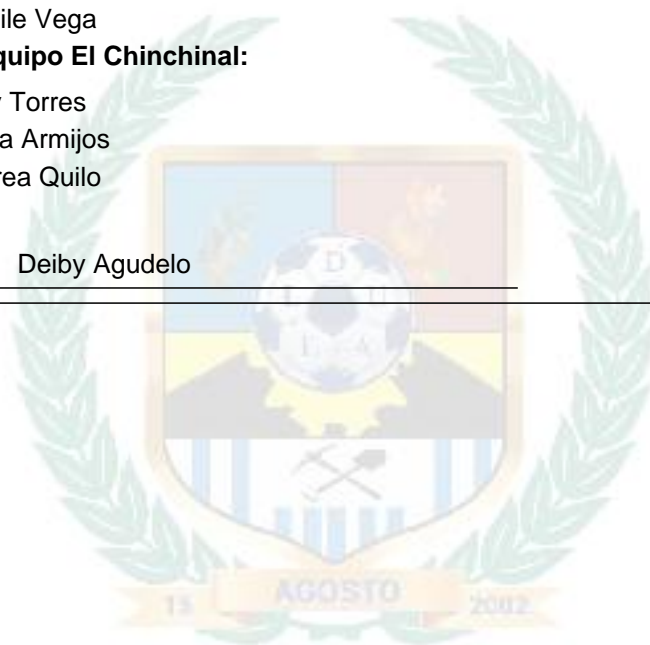 ile Vega
quipo El Chinchinal:
Torres
a Armijos
rea Quilo
Deiby Agudelo
D
L U
L A
15 AGOSTO 2002